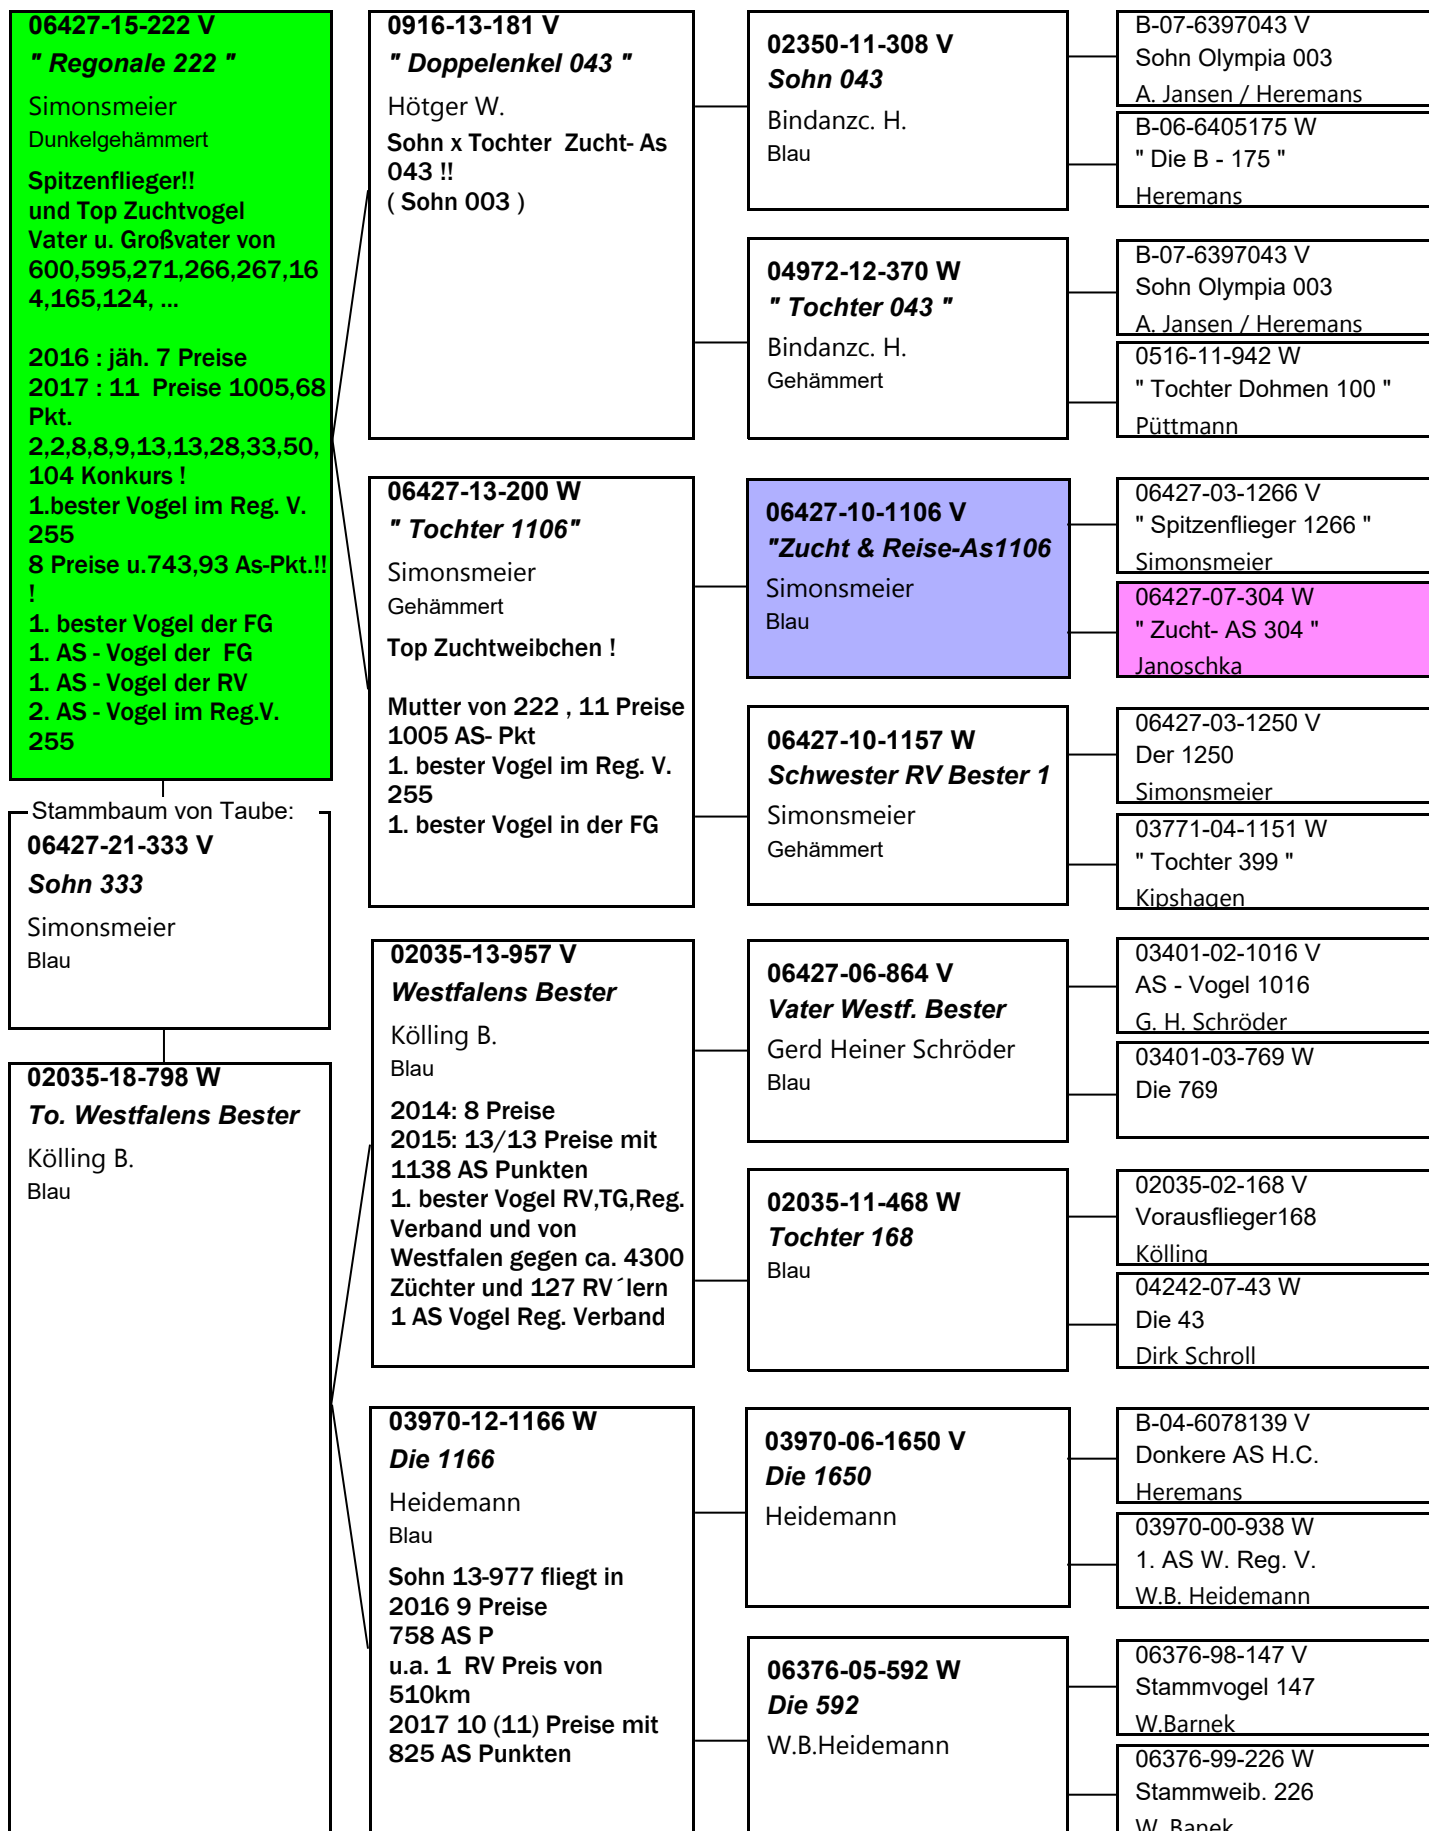 06427-15-222 V
" Regonale 222 "
Simonsmeier
Dunkelgehämmert
Spitzenflieger!!
und Top Zuchtvogel
Vater u. Großvater von
600,595,271,266,267,16
4,165,124, ...
2016 : jäh. 7 Preise
2017 : 11 Preise 1005,68
Pkt.
2,2,8,8,9,13,13,28,33,50,
104 Konkurs !
1.bester Vogel im Reg. V.
255
8 Preise u.743,93 As-Pkt.!!
!
1. bester Vogel der FG
1. AS - Vogel der FG
1. AS - Vogel der RV
2. AS - Vogel im Reg.V.
255
Stammbaum von Taube:
06427-21-333 V
Sohn 333
Simonsmeier
Blau
02035-18-798 W
To. Westfalens Bester
Kölling B.
Blau
0916-13-181 V
" Doppelenkel 043 "
Hötger W.
Sohn x Tochter Zucht- As
043 !!
( Sohn 003 )
06427-13-200 W
" Tochter 1106"
Simonsmeier
Gehämmert
Top Zuchtweibchen !
Mutter von 222 , 11 Preise
1005 AS- Pkt
1. bester Vogel im Reg. V.
255
1. bester Vogel in der FG
02035-13-957 V
Westfalens Bester
Kölling B.
Blau
2014: 8 Preise
2015: 13/13 Preise mit
1138 AS Punkten
1. bester Vogel RV,TG,Reg.
Verband und von
Westfalen gegen ca. 4300
Züchter und 127 RV´lern
1 AS Vogel Reg. Verband
03970-12-1166 W
Die 1166
Heidemann
Blau
Sohn 13-977 fliegt in
2016 9 Preise
758 AS P
u.a. 1 RV Preis von
510km
2017 10 (11) Preise mit
825 AS Punkten
02350-11-308 V
Sohn 043
Bindanzc. H.
Blau
04972-12-370 W
" Tochter 043 "
Bindanzc. H.
Gehämmert
06427-10-1106 V
"Zucht & Reise-As1106
Simonsmeier
Blau
06427-10-1157 W
Schwester RV Bester 1
Simonsmeier
Gehämmert
06427-06-864 V
Vater Westf. Bester
Gerd Heiner Schröder
Blau
02035-11-468 W
Tochter 168
Blau
03970-06-1650 V
Die 1650
Heidemann
06376-05-592 W
Die 592
W.B.Heidemann
B-07-6397043 V
Sohn Olympia 003
A. Jansen / Heremans
B-06-6405175 W
" Die B - 175 "
Heremans
B-07-6397043 V
Sohn Olympia 003
A. Jansen / Heremans
0516-11-942 W
" Tochter Dohmen 100 "
Püttmann
06427-03-1266 V
" Spitzenflieger 1266 "
Simonsmeier
06427-07-304 W
" Zucht- AS 304 "
Janoschka
06427-03-1250 V
Der 1250
Simonsmeier
03771-04-1151 W
" Tochter 399 "
Kipshagen
03401-02-1016 V
AS - Vogel 1016
G. H. Schröder
03401-03-769 W
Die 769
02035-02-168 V
Vorausflieger168
Kölling
04242-07-43 W
Die 43
Dirk Schroll
B-04-6078139 V
Donkere AS H.C.
Heremans
03970-00-938 W
1. AS W. Reg. V.
W.B. Heidemann
06376-98-147 V
Stammvogel 147
W.Barnek
06376-99-226 W
Stammweib. 226
W. Banek